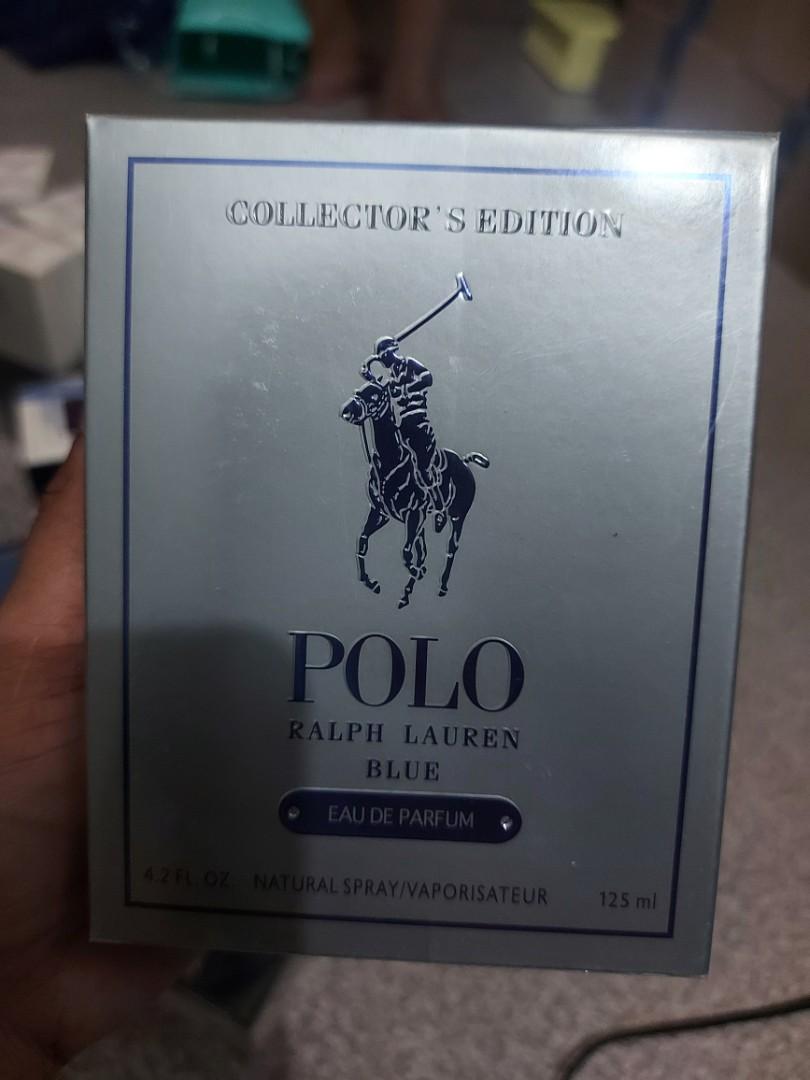 COLLECTOR'S EDITION
POLO
RALPH LAUREN
BLUE
EAU DE PARFUM
4.2 FL. OZ. NATURAL SPRAY/VAPORISATEUR 125 ml